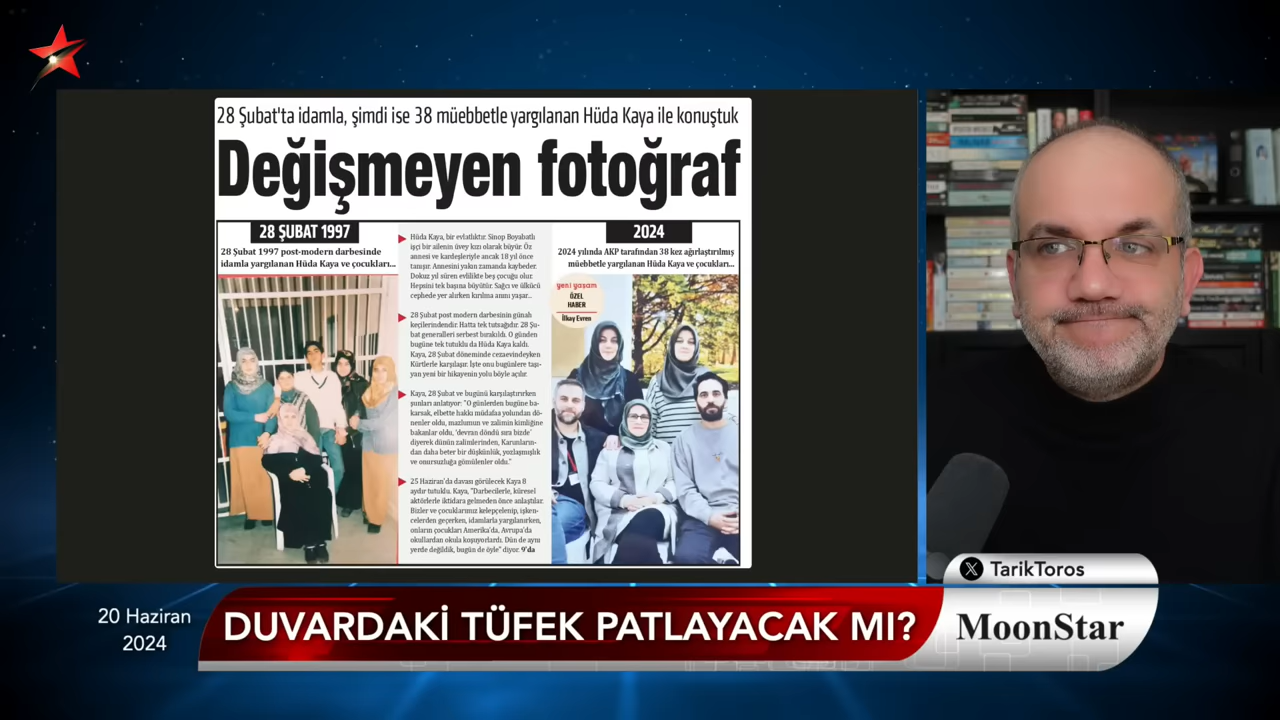 28 Şubat'ta idamla, şimdi ise 38 müebbetle yargılanan Hüda Kaya ile konuştuk
Değişmeyen fotoğraf
28 ŞUBAT 1997
28 Şubat 1997 post-modern darbesinde
idamla yargılanan Hüda Kaya ve çocukları...
Hüda Kaya, bir evlatlıktır. Sinop Boyabatlı
işçi bir ailenin üvey kızı olarak büyür. Öz
annesi ve kardeşleriyle ancak 18 yıl önce
tanışır. Annesini yakın zamanda kaybeder.
Dokuz yıl süren evlilikte beş çocuğu olur.
Hepsini tek başına büyütür. Sağcı ve ülkücü
cephede yer alırken kırılma anını yaşar...
28 Şubat post modern darbesinin günah
keçilerindendir. Hatta tek tutsağıdır. 28 Şu-
bat generalleri serbest bırakıldı. O günden
bugüne tek tutuklu da Hüda Kaya kaldı.
Kaya, 28 Şubat döneminde cezaevindeyken
Kürtlerle karşılaşır. İşte onu bugünlere taşı-
yan yeni bir hikayenin yolu böyle açılır.
Kaya, 28 Şubat ve bugünü karşılaştırırken
şunları anlatıyor: "O günlerden bugüne ba-
karsak, elbette hakkı müdafaa yolundan dö-
nenler oldu, mazlumun ve zalimin kimliğine
bakanlar oldu, 'devran döndü sıra bizde'
diyerek dünün zalimlerinden, Karunların-
dan daha beter bir düşkünlük, yozlaşmışlık
ve onursuzluğa gömülenler oldu."
25 Haziran'da davası görülecek Kaya 8
aydır tutuklu. Kaya, "Darbecilerle, küresel
aktörlerle iktidara gelmeden önce anlaştılar.
Bizler ve çocuklarımız kelepçelenip, işken-
celerden geçerken, idamlarla yargılanırken,
onların çocukları Amerika'da, Avrupa'da
okullardan okula koşuyorlardı. Dün de aynı
yerde değildik, bugün de öyle" diyor. 9'da
2024
2024 yılında AKP tarafından 38 kez ağırlaştırılmış
müebbetle yargılanan Hüda Kaya ve çocukları...
yeni yaşam
ÖZEL
HABER
İlkay Evren
TarikToros
20 Haziran
2024
DUVARDAKİ TÜFEK PATLAYACAK MI?
MoonStar